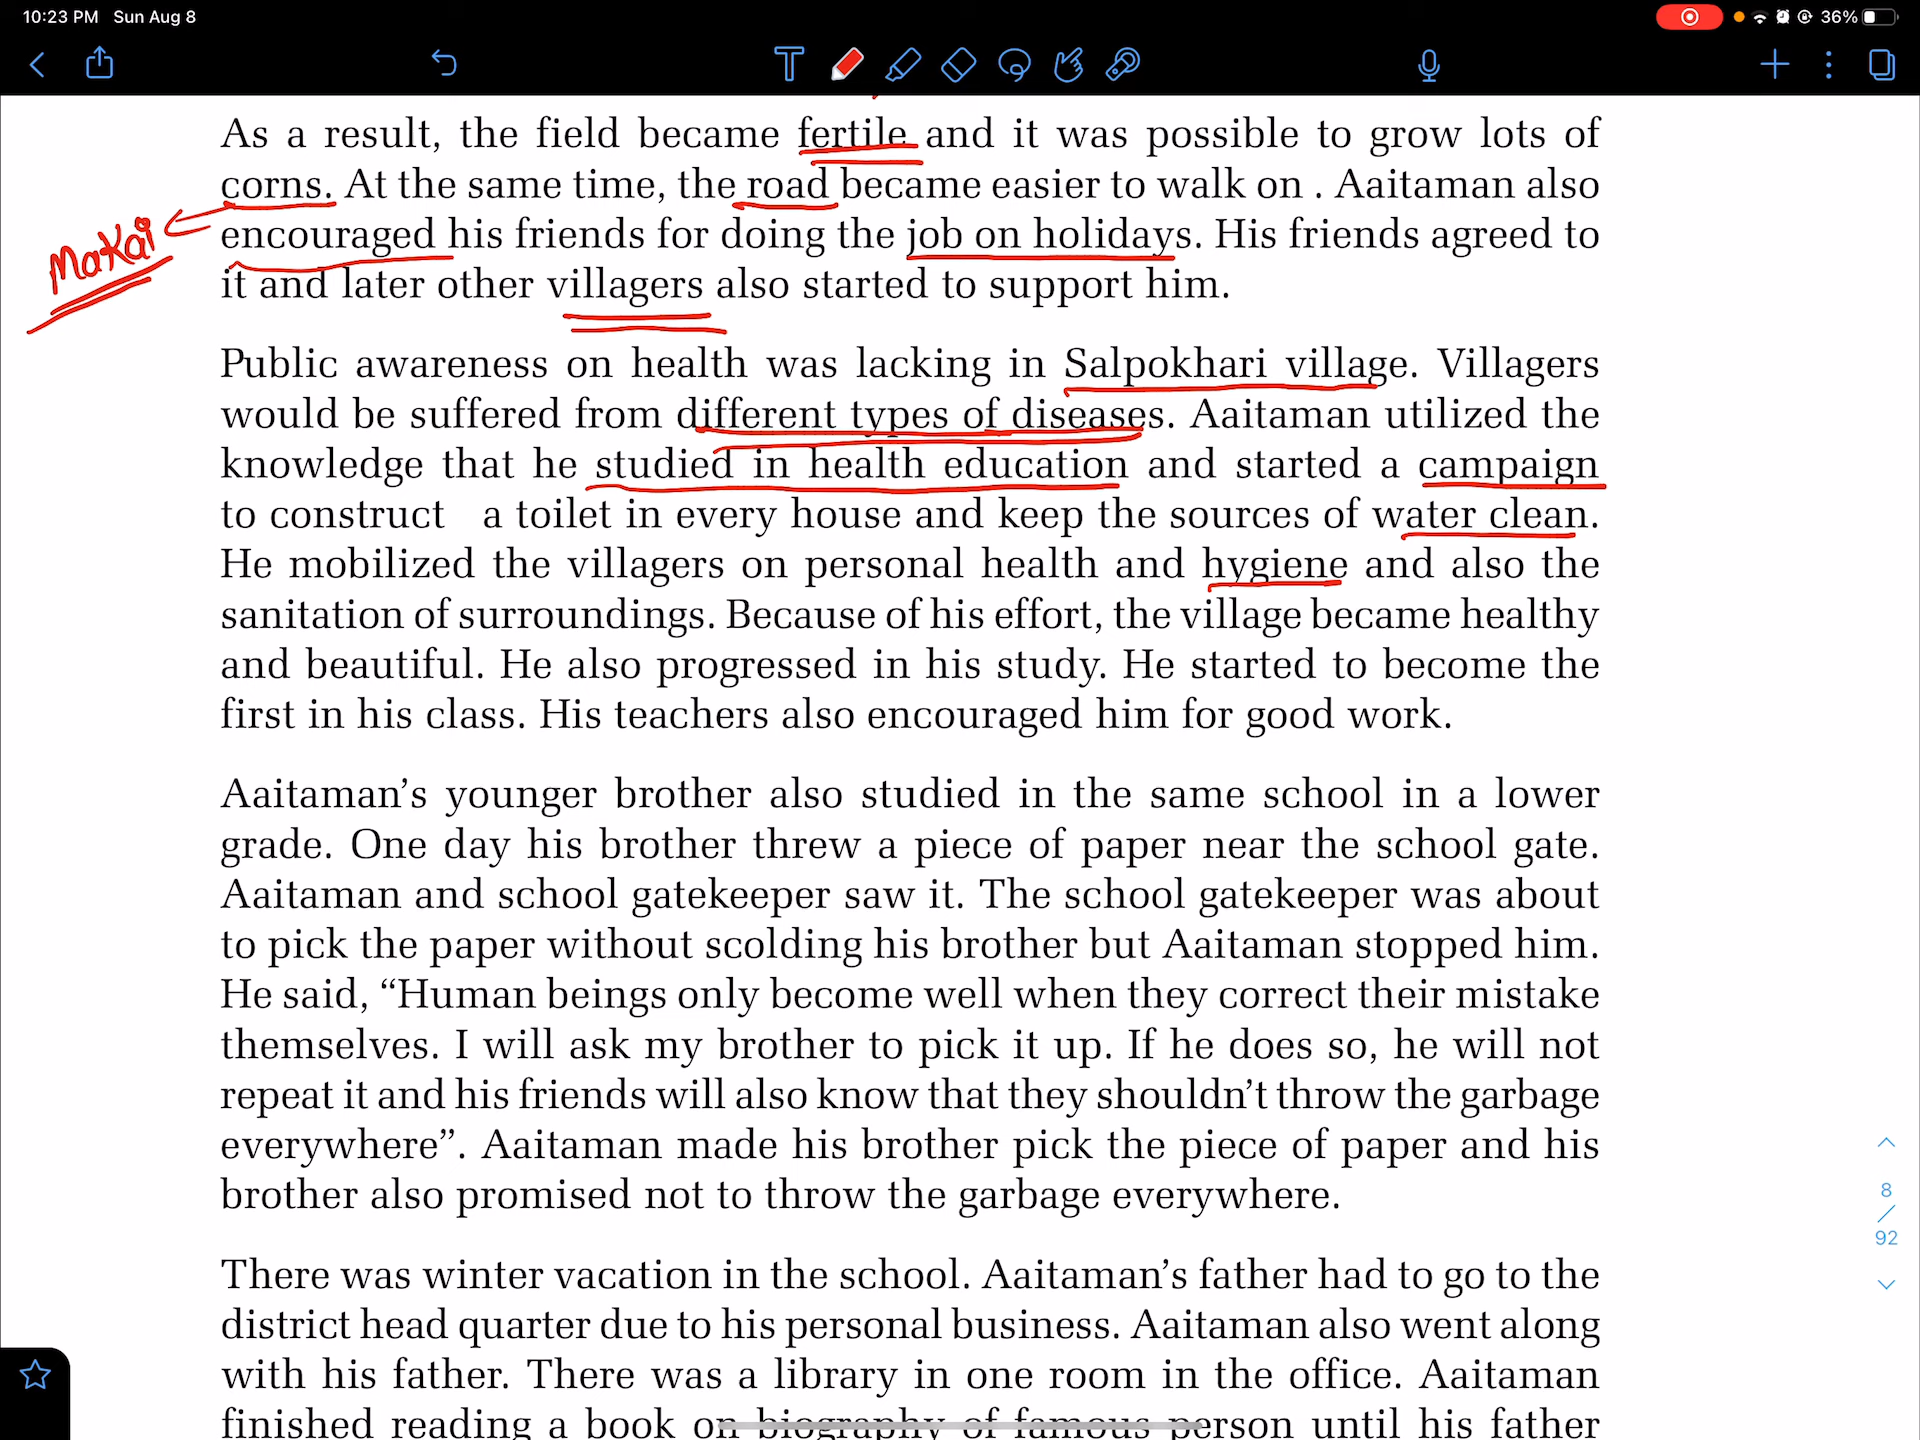 10:23 PM Sun Aug 8
36%
As a result, the field became fertile and it was possible to grow lots of
corns. At the same time, the road became easier to walk on . Aaitaman also
Makai
encouraged his friends for doing the job on holidays. His friends agreed to
it and later other villagers also started to support him.
Public awareness on health was lacking in Salpokhari village. Villagers
would be suffered from different types of diseases. Aaitaman utilized the
knowledge that he studied in health education and started a campaign
to construct a toilet in every house and keep the sources of water clean.
He mobilized the villagers on personal health and hygiene and also the
sanitation of surroundings. Because of his effort, the village became healthy
and beautiful. He also progressed in his study. He started to become the
first in his class. His teachers also encouraged him for good work.
Aaitaman’s younger brother also studied in the same school in a lower
grade. One day his brother threw a piece of paper near the school gate.
Aaitaman and school gatekeeper saw it. The school gatekeeper was about
to pick the paper without scolding his brother but Aaitaman stopped him.
He said, “Human beings only become well when they correct their mistake
themselves. I will ask my brother to pick it up. If he does so, he will not
repeat it and his friends will also know that they shouldn’t throw the garbage
everywhere”. Aaitaman made his brother pick the piece of paper and his
brother also promised not to throw the garbage everywhere.
8
/
92
There was winter vacation in the school. Aaitaman’s father had to go to the
district head quarter due to his personal business. Aaitaman also went along
with his father. There was a library in one room in the office. Aaitaman
finished reading a book on biography of famous person until his father